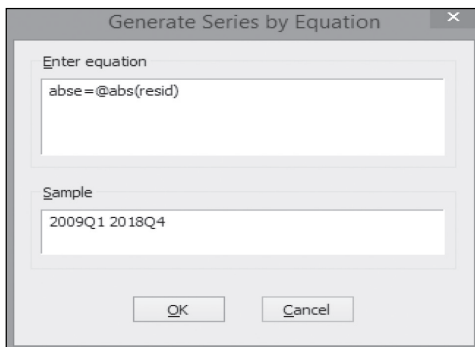 Generate Series by Equation
Enter equation
abse=@abs(resid)
Sample
2009Q1 2018Q4
OK
Cancel